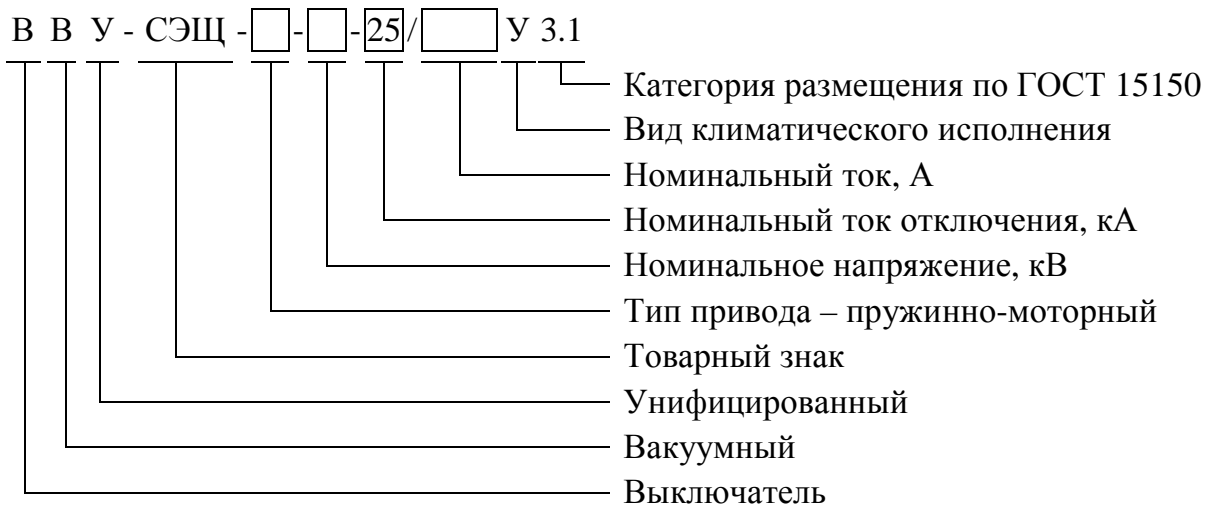 В В У - СЭЩ - - - 25 / У 3.1
Категория размещения по ГОСТ 15150
Вид климатического исполнения
Номинальный ток, А
Номинальный ток отключения, кА
Номинальное напряжение, кВ
Тип привода – пружинно-моторный
Товарный знак
Унифицированный
Вакуумный
Выключатель